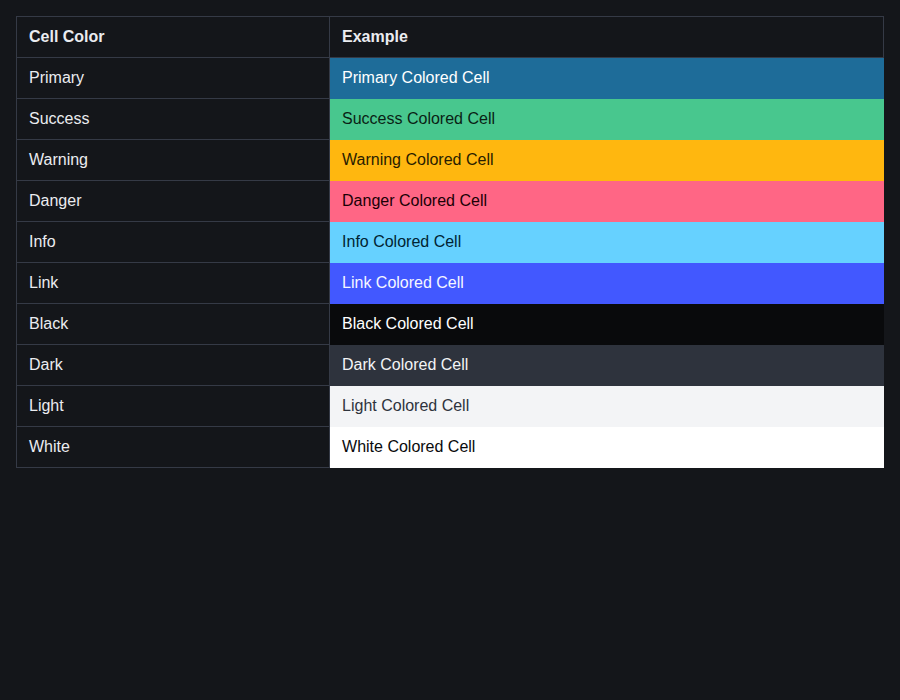 Cell Color Example
Primary Primary Colored Cell
Success Success Colored Cell
Warning Warning Colored Cell
Danger Danger Colored Cell
Info Info Colored Cell
Link Link Colored Cell
Black Black Colored Cell
Dark Dark Colored Cell
Light Light Colored Cell
White White Colored Cell